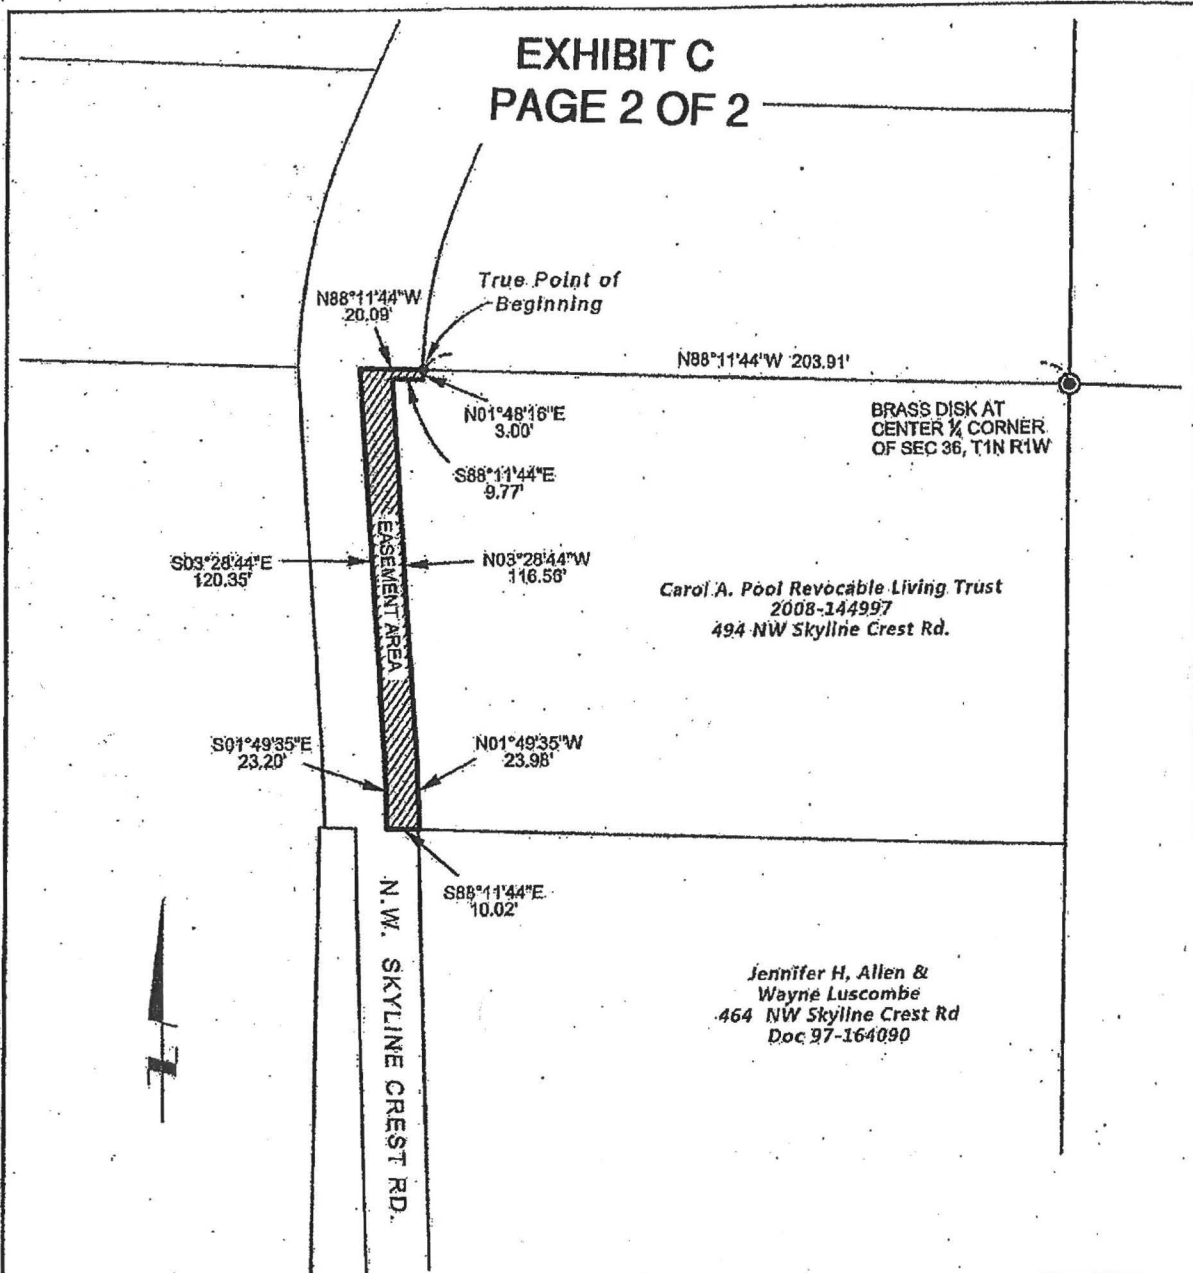 EXHIBIT C
PAGE 2 OF 2
True Point of
Beginning
N88°11'44"W
20.09'
N88°11'44"W 203.91'
N01°48'16"E
3.00'
BRASS DISK AT
CENTER ¼ CORNER
OF SEC 36, T1N R1W
S88°11'44"E
9.77'
EASEMENT AREA
S03°28'44"E
120.35'
N03°28'44"W
116.56'
Carol A. Pool Revocable Living Trust
2008-144997
494 NW Skyline Crest Rd.
S01°49'35"E
23.20'
N01°49'35"W
23.98'
S88°11'44"E
10.02'
N.W. SKYLINE CREST RD.
Jennifer H, Allen &
Wayne Luscombe
464 NW Skyline Crest Rd
Doc 97-164090
N